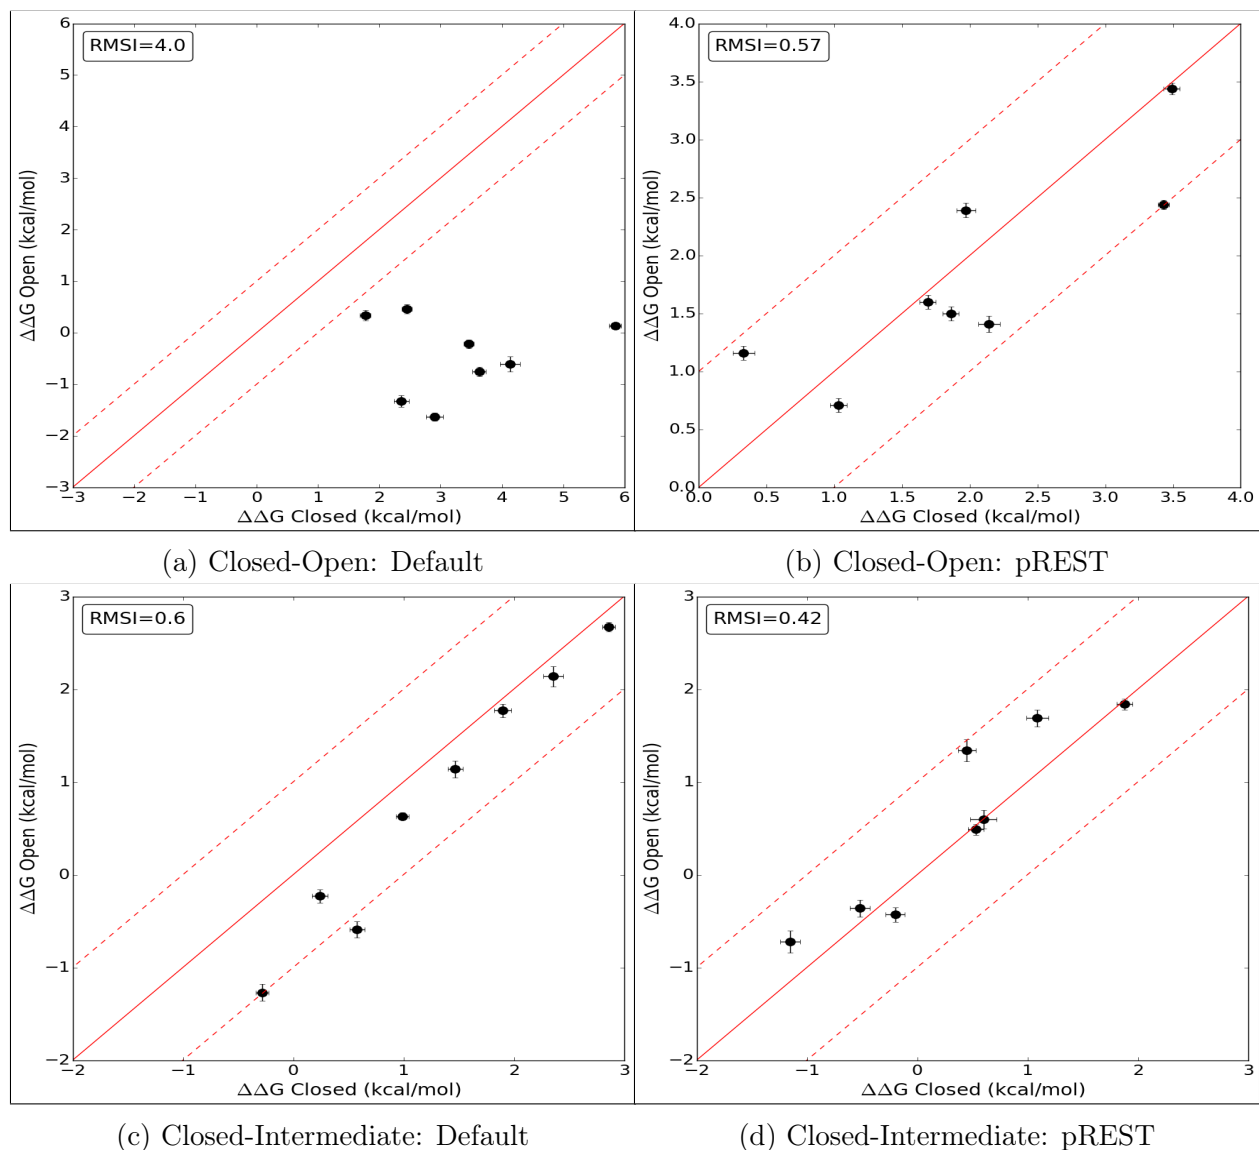 RMSI=4.0
6
5
4
3
2
1
0
−1
−2
−3
ΔΔG Open (kcal/mol)
−3 −2 −1 0 1 2 3 4 5 6
ΔΔG Closed (kcal/mol)
(a) Closed-Open: Default
RMSI=0.57
4.0
3.5
3.0
2.5
2.0
1.5
1.0
0.5
0.0
ΔΔG Open (kcal/mol)
0.0 0.5 1.0 1.5 2.0 2.5 3.0 3.5 4.0
ΔΔG Closed (kcal/mol)
(b) Closed-Open: pREST
RMSI=0.6
3
2
1
0
−1
−2
ΔΔG Open (kcal/mol)
−2 −1 0 1 2 3
ΔΔG Closed (kcal/mol)
(c) Closed-Intermediate: Default
RMSI=0.42
3
2
1
0
−1
−2
ΔΔG Open (kcal/mol)
−2 −1 0 1 2 3
ΔΔG Closed (kcal/mol)
(d) Closed-Intermediate: pREST